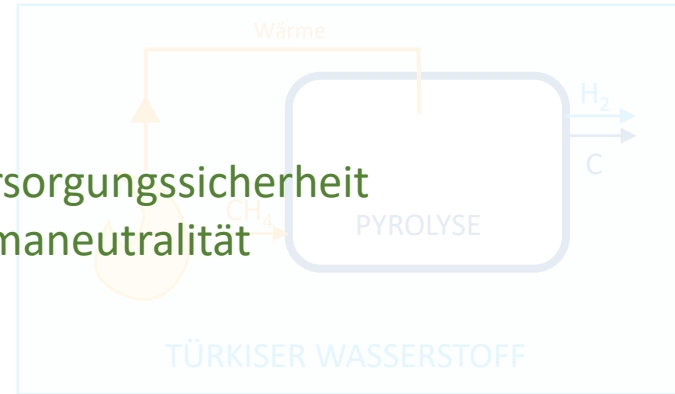 Wärme
H₂
rsorgungssicherheit
C
CH₄
PYROLYSE
maneutralität
TÜRKISER WASSERSTOFF